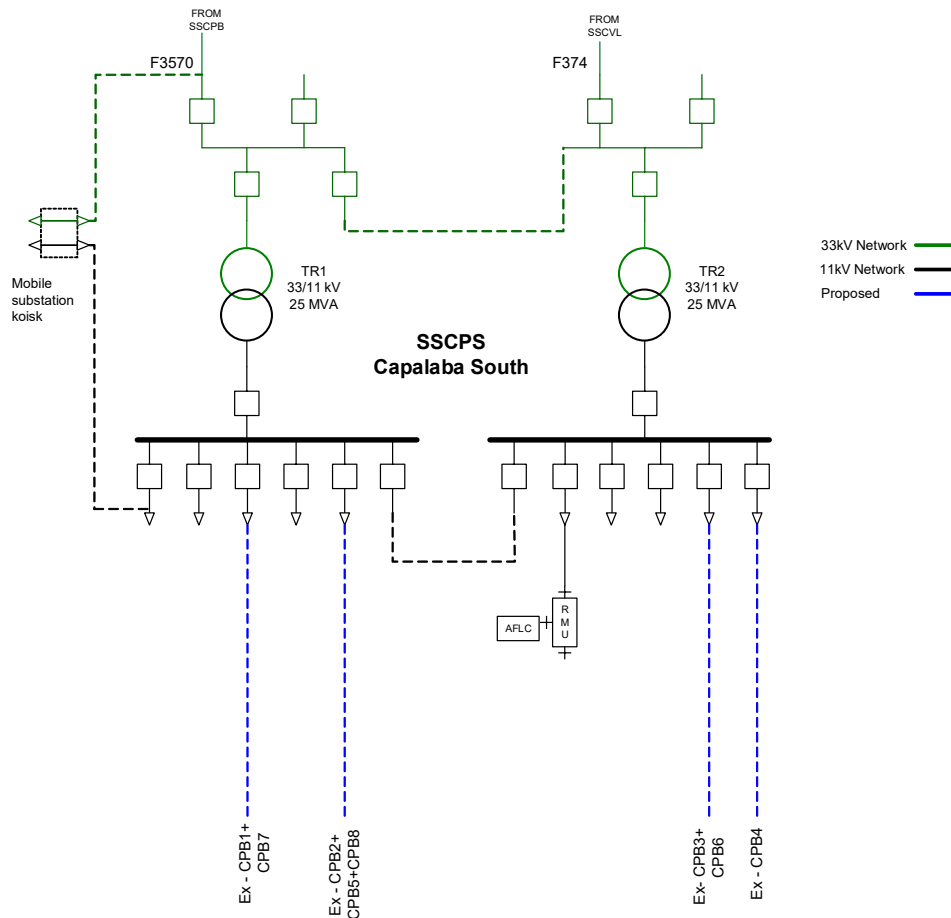 FROM
SSCPB
FROM
SSCVL
F3570
F374
33kV Network
11kV Network
Proposed
Mobile
substation
koisk
TR1
33/11 kV
25 MVA
TR2
33/11 kV
25 MVA
SSCPS
Capalaba South
AFLC
R
M
U
Ex - CPB1+
CPB7
Ex - CPB2+
CPB5+CPB8
Ex- CPB3+
CPB6
Ex - CPB4